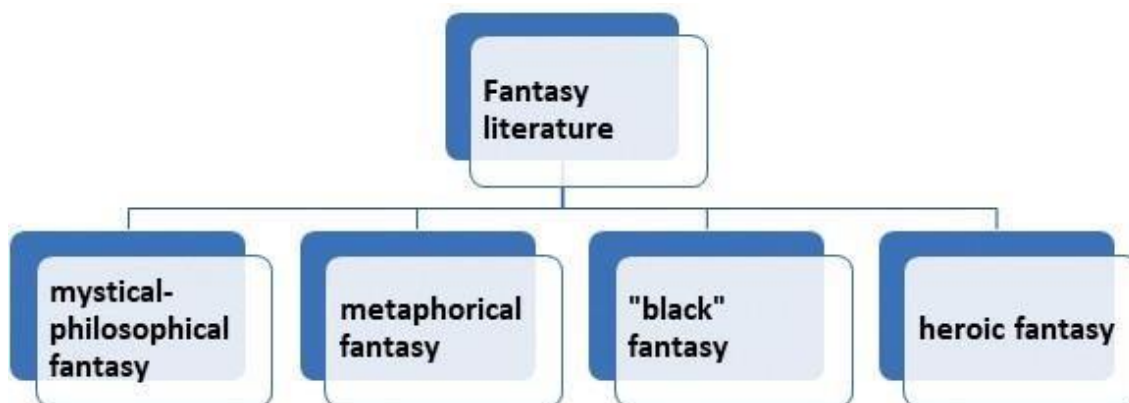 Fantasy
literature
mystical-
philosophical
fantasy
metaphorical
fantasy
"black"
fantasy
heroic fantasy